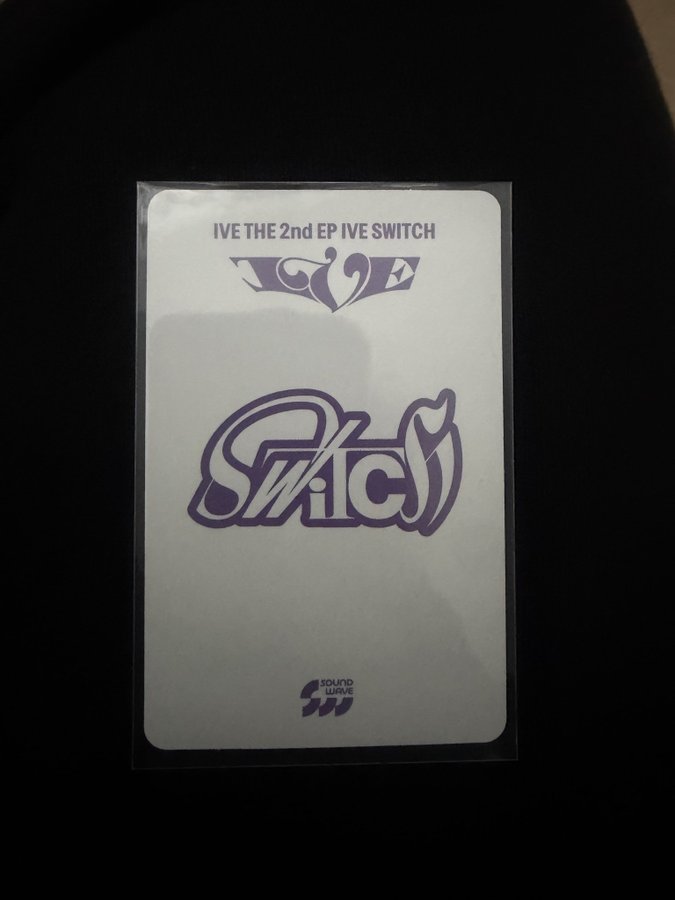 IVE THE 2nd EP IVE SWITCH
IVE
SWiTCH
SOUND
WAVE